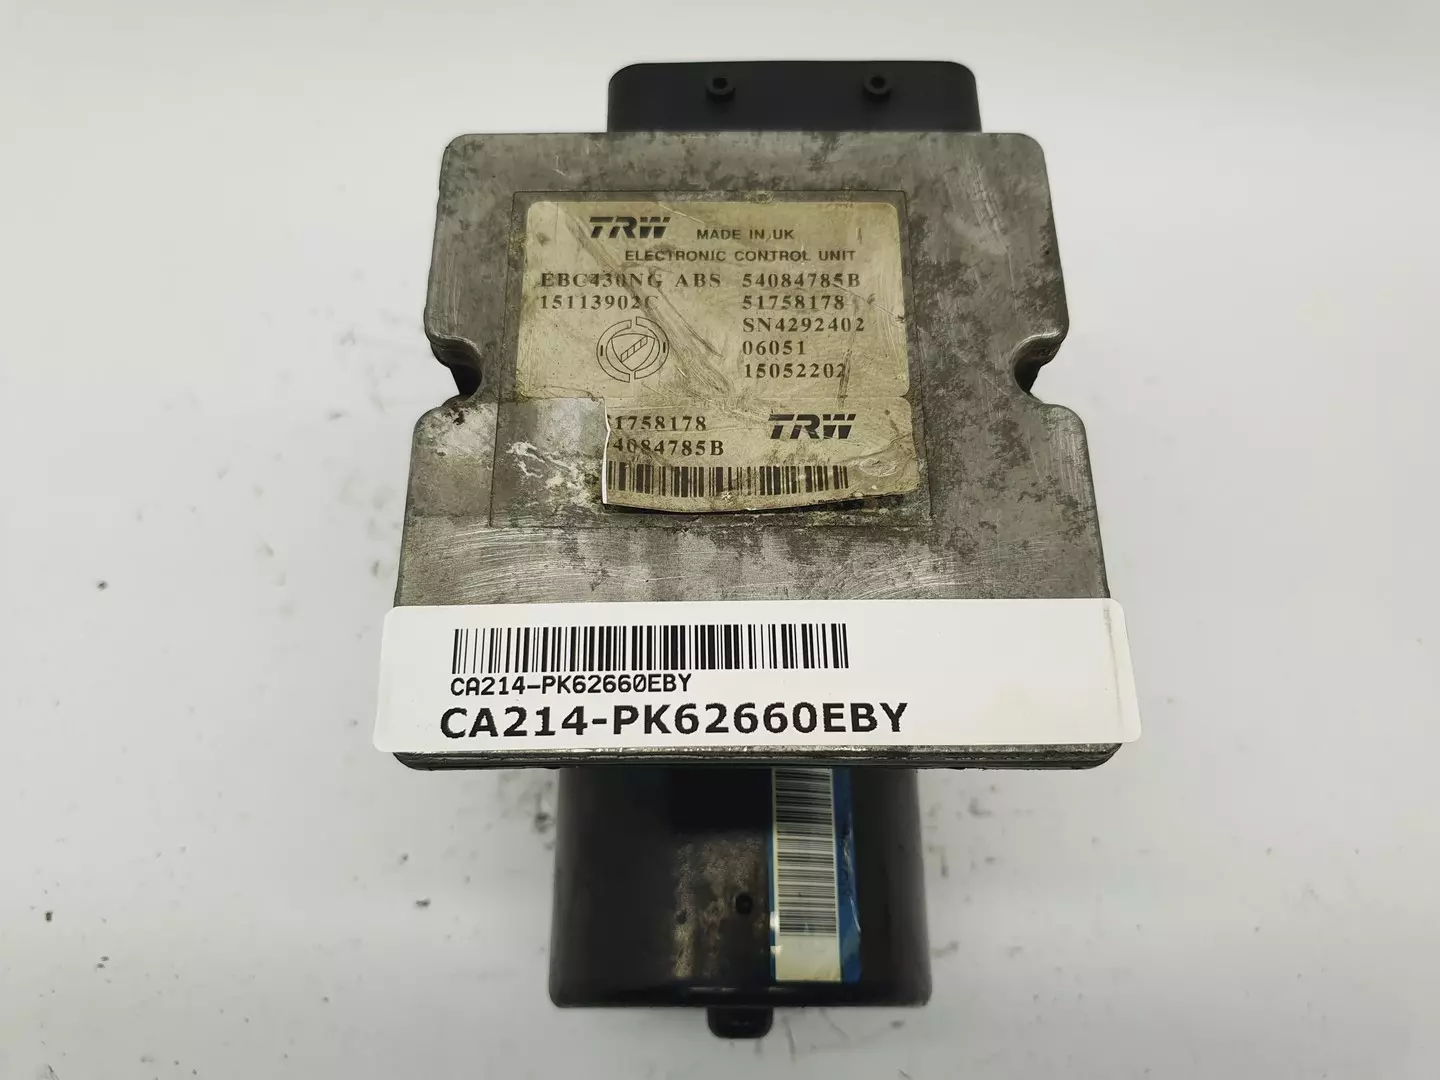 TRW MADE IN UK
ELECTRONIC CONTROL UNIT
EBC430NG ABS 54084785B
15113902C 51758178
SN4292402
06051
15052202
1758178 TRW
4084785B
CA214-PK62660EBY
CA214-PK62660EBY